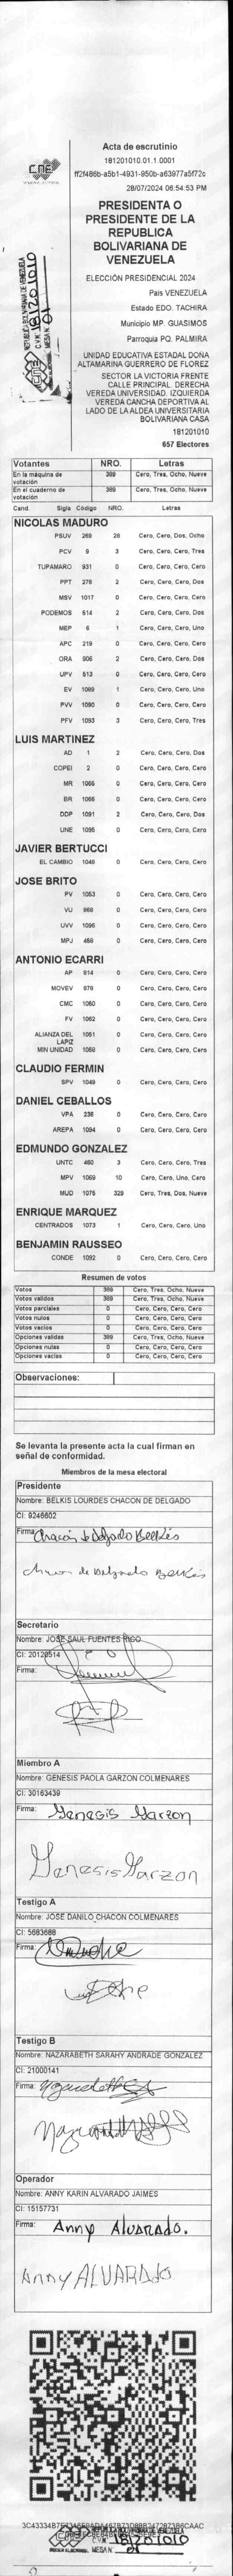 Acta de escrutinio
181201010.01.1.0001
ff2f486b-a5b1-4931-950b-a63977a5f72c
28/07/2024 06:54:53 PM
CNE
REPÚBLICA BOLIVARIANA DE VENEZUELA
C.V.N. 181201010
MESA N° 01
PRESIDENTA O
PRESIDENTE DE LA
REPUBLICA
BOLIVARIANA DE
VENEZUELA
ELECCIÓN PRESIDENCIAL 2024
País VENEZUELA
Estado EDO. TACHIRA
Municipio MP. GUASIMOS
Parroquia PQ. PALMIRA
UNIDAD EDUCATIVA ESTADAL DOÑA
ALTAMARINA GUERRERO DE FLOREZ
SECTOR LA VICTORIA FRENTE
CALLE PRINCIPAL. DERECHA
VEREDA UNIVERSIDAD. IZQUIERDA
VEREDA CANCHA DEPORTIVA AL
LADO DE LA ALDEA UNIVERSITARIA
BOLIVARIANA CASA
181201010
657 Electores
Votantes NRO. Letras
En la máquina de votación 389 Cero, Tres, Ocho, Nueve
En el cuaderno de votación 389 Cero, Tres, Ocho, Nueve
Cand. Sigla Código NRO. Letras
NICOLAS MADURO
PSUV 269 28 Cero, Cero, Dos, Ocho
PCV 9 3 Cero, Cero, Cero, Tres
TUPAMARO 931 0 Cero, Cero, Cero, Cero
PPT 278 2 Cero, Cero, Cero, Dos
MSV 1017 0 Cero, Cero, Cero, Cero
PODEMOS 514 2 Cero, Cero, Cero, Dos
MEP 6 1 Cero, Cero, Cero, Uno
APC 219 0 Cero, Cero, Cero, Cero
ORA 906 2 Cero, Cero, Cero, Dos
UPV 513 0 Cero, Cero, Cero, Cero
EV 1089 1 Cero, Cero, Cero, Uno
PVV 1090 0 Cero, Cero, Cero, Cero
PFV 1093 3 Cero, Cero, Cero, Tres
LUIS MARTINEZ
AD 1 2 Cero, Cero, Cero, Dos
COPEI 2 0 Cero, Cero, Cero, Cero
MR 1065 0 Cero, Cero, Cero, Cero
BR 1066 0 Cero, Cero, Cero, Cero
DDP 1091 2 Cero, Cero, Cero, Dos
UNE 1095 0 Cero, Cero, Cero, Cero
JAVIER BERTUCCI
EL CAMBIO 1048 0 Cero, Cero, Cero, Cero
JOSE BRITO
PV 1053 0 Cero, Cero, Cero, Cero
VU 968 0 Cero, Cero, Cero, Cero
UVV 1096 0 Cero, Cero, Cero, Cero
MPJ 458 0 Cero, Cero, Cero, Cero
ANTONIO ECARRI
AP 814 0 Cero, Cero, Cero, Cero
MOVEV 979 0 Cero, Cero, Cero, Cero
CMC 1050 0 Cero, Cero, Cero, Cero
FV 1062 0 Cero, Cero, Cero, Cero
ALIANZA DEL LAPIZ 1051 0 Cero, Cero, Cero, Cero
MIN UNIDAD 1058 0 Cero, Cero, Cero, Cero
CLAUDIO FERMIN
SPV 1049 0 Cero, Cero, Cero, Cero
DANIEL CEBALLOS
VPA 236 0 Cero, Cero, Cero, Cero
AREPA 1094 0 Cero, Cero, Cero, Cero
EDMUNDO GONZALEZ
UNTC 460 3 Cero, Cero, Cero, Tres
MPV 1069 10 Cero, Cero, Uno, Cero
MUD 1075 329 Cero, Tres, Dos, Nueve
ENRIQUE MARQUEZ
CENTRADOS 1073 1 Cero, Cero, Cero, Uno
BENJAMIN RAUSSEO
CONDE 1092 0 Cero, Cero, Cero, Cero
Resumen de votos
Votos 389 Cero, Tres, Ocho, Nueve
Votos validos 389 Cero, Tres, Ocho, Nueve
Votos parciales 0 Cero, Cero, Cero, Cero
Votos nulos 0 Cero, Cero, Cero, Cero
Votos vacíos 0 Cero, Cero, Cero, Cero
Opciones validas 389 Cero, Tres, Ocho, Nueve
Opciones nulas 0 Cero, Cero, Cero, Cero
Opciones vacías 0 Cero, Cero, Cero, Cero
Observaciones:
Se levanta la presente acta la cual firman en
señal de conformidad.
Miembros de la mesa electoral
Presidente
Nombre: BELKIS LOURDES CHACON DE DELGADO
CI: 9246602
Firma: Chacón de Delgado Belkis
Chacon de Delgado Belkis
Secretario
Nombre: JOSE SAUL FUENTES RICO
CI: 20120514
Firma:
Miembro A
Nombre: GENESIS PAOLA GARZON COLMENARES
CI: 30163439
Firma: Genesis Garzon
Genesis Garzon
Testigo A
Nombre: JOSE DANILO CHACON COLMENARES
CI: 5683688
Firma:
Testigo B
Nombre: NAZARABETH SARAHY ANDRADE GONZALEZ
CI: 21000141
Firma:
Operador
Nombre: ANNY KARIN ALVARADO JAIMES
CI: 15157731
Firma: Anny Alvarado.
Anny ALVARADO
C.V.N. 181201010
MESA N° 01